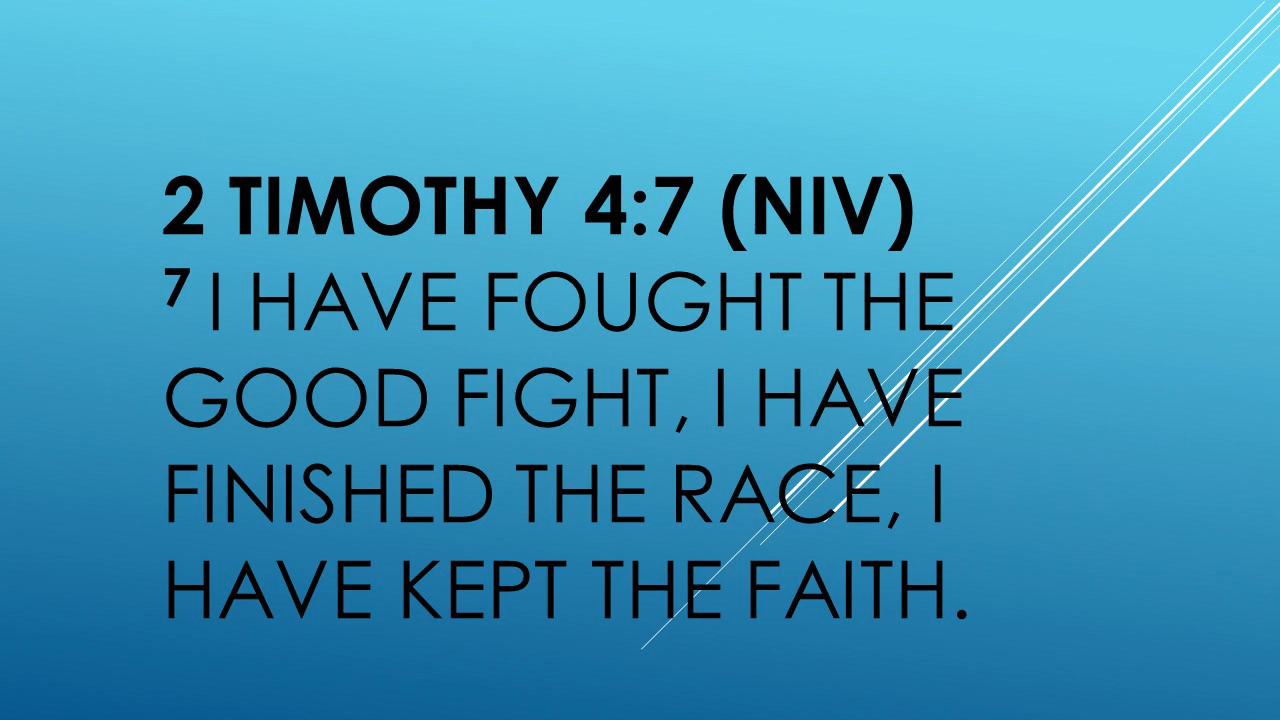 2 TIMOTHY 4:7 (NIV)
⁷ I HAVE FOUGHT THE
GOOD FIGHT, I HAVE
FINISHED THE RACE, I
HAVE KEPT THE FAITH.